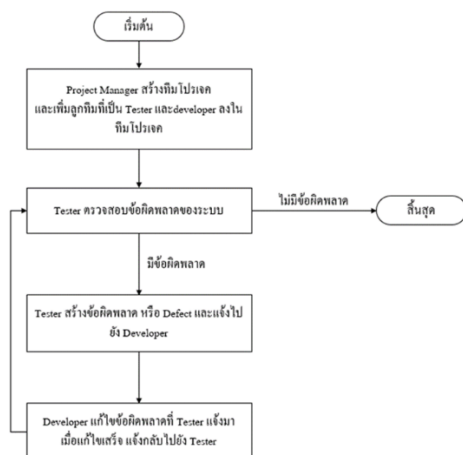 เริ่มต้น
Project Manager สร้างทีมโปรเจค
และเพิ่มลูกทีมที่เป็น Tester และdeveloper ลงใน
ทีมโปรเจค
Tester ตรวจสอบข้อผิดพลาดของระบบ
ไม่มีข้อผิดพลาด
สิ้นสุด
มีข้อผิดพลาด
Tester สร้างข้อผิดพลาด หรือ Defect และแจ้งไป
ยัง Developer
Developer แก้ไขข้อผิดพลาดที่ Tester แจ้งมา
เมื่อแก้ไขเสร็จ แจ้งกลับไปยัง Tester